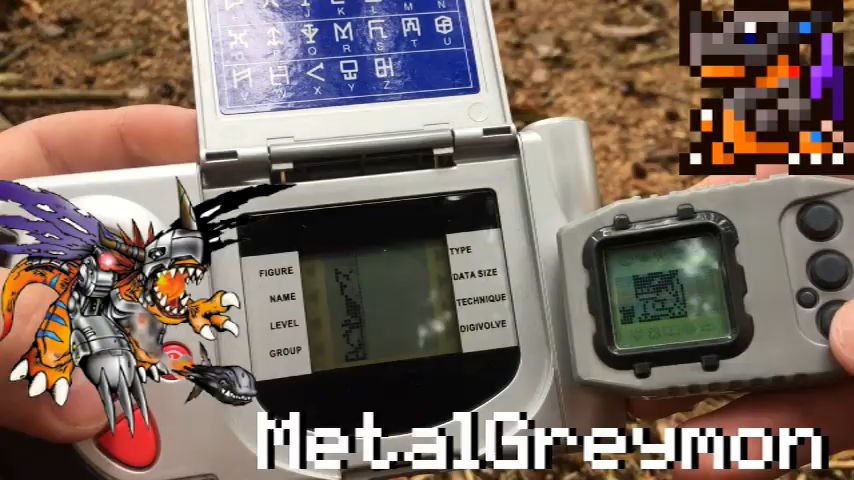 J K L M N
Q R S T U
V W X Y Z
FIGURE
NAME
LEVEL
GROUP
TYPE
DATA SIZE
TECHNIQUE
DIGIVOLVE
MetalGreymon